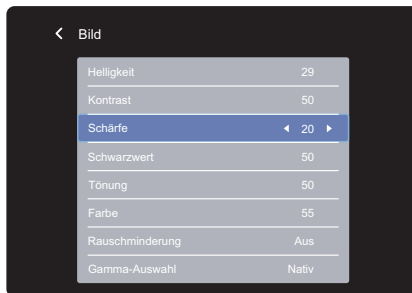 Bild
Helligkeit 29
Kontrast 50
Schärfe 20
Schwarzwert 50
Tönung 50
Farbe 55
Rauschminderung Aus
Gamma-Auswahl Nativ